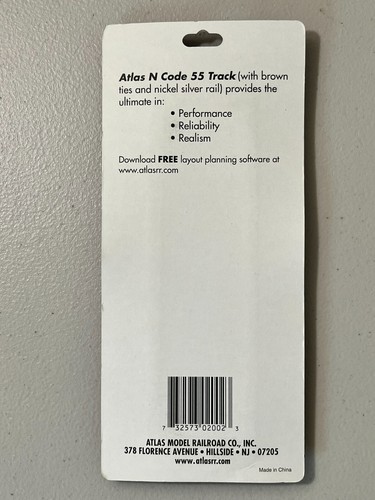 Atlas N Code 55 Track (with brown
ties and nickel silver rail) provides the
ultimate in:
• Performance
• Reliability
• Realism
Download FREE layout planning software at
www.atlasrr.com
7 32573 02002 3
ATLAS MODEL RAILROAD CO., INC.
378 FLORENCE AVENUE • HILLSIDE • NJ • 07205
www.atlasrr.com
Made in China